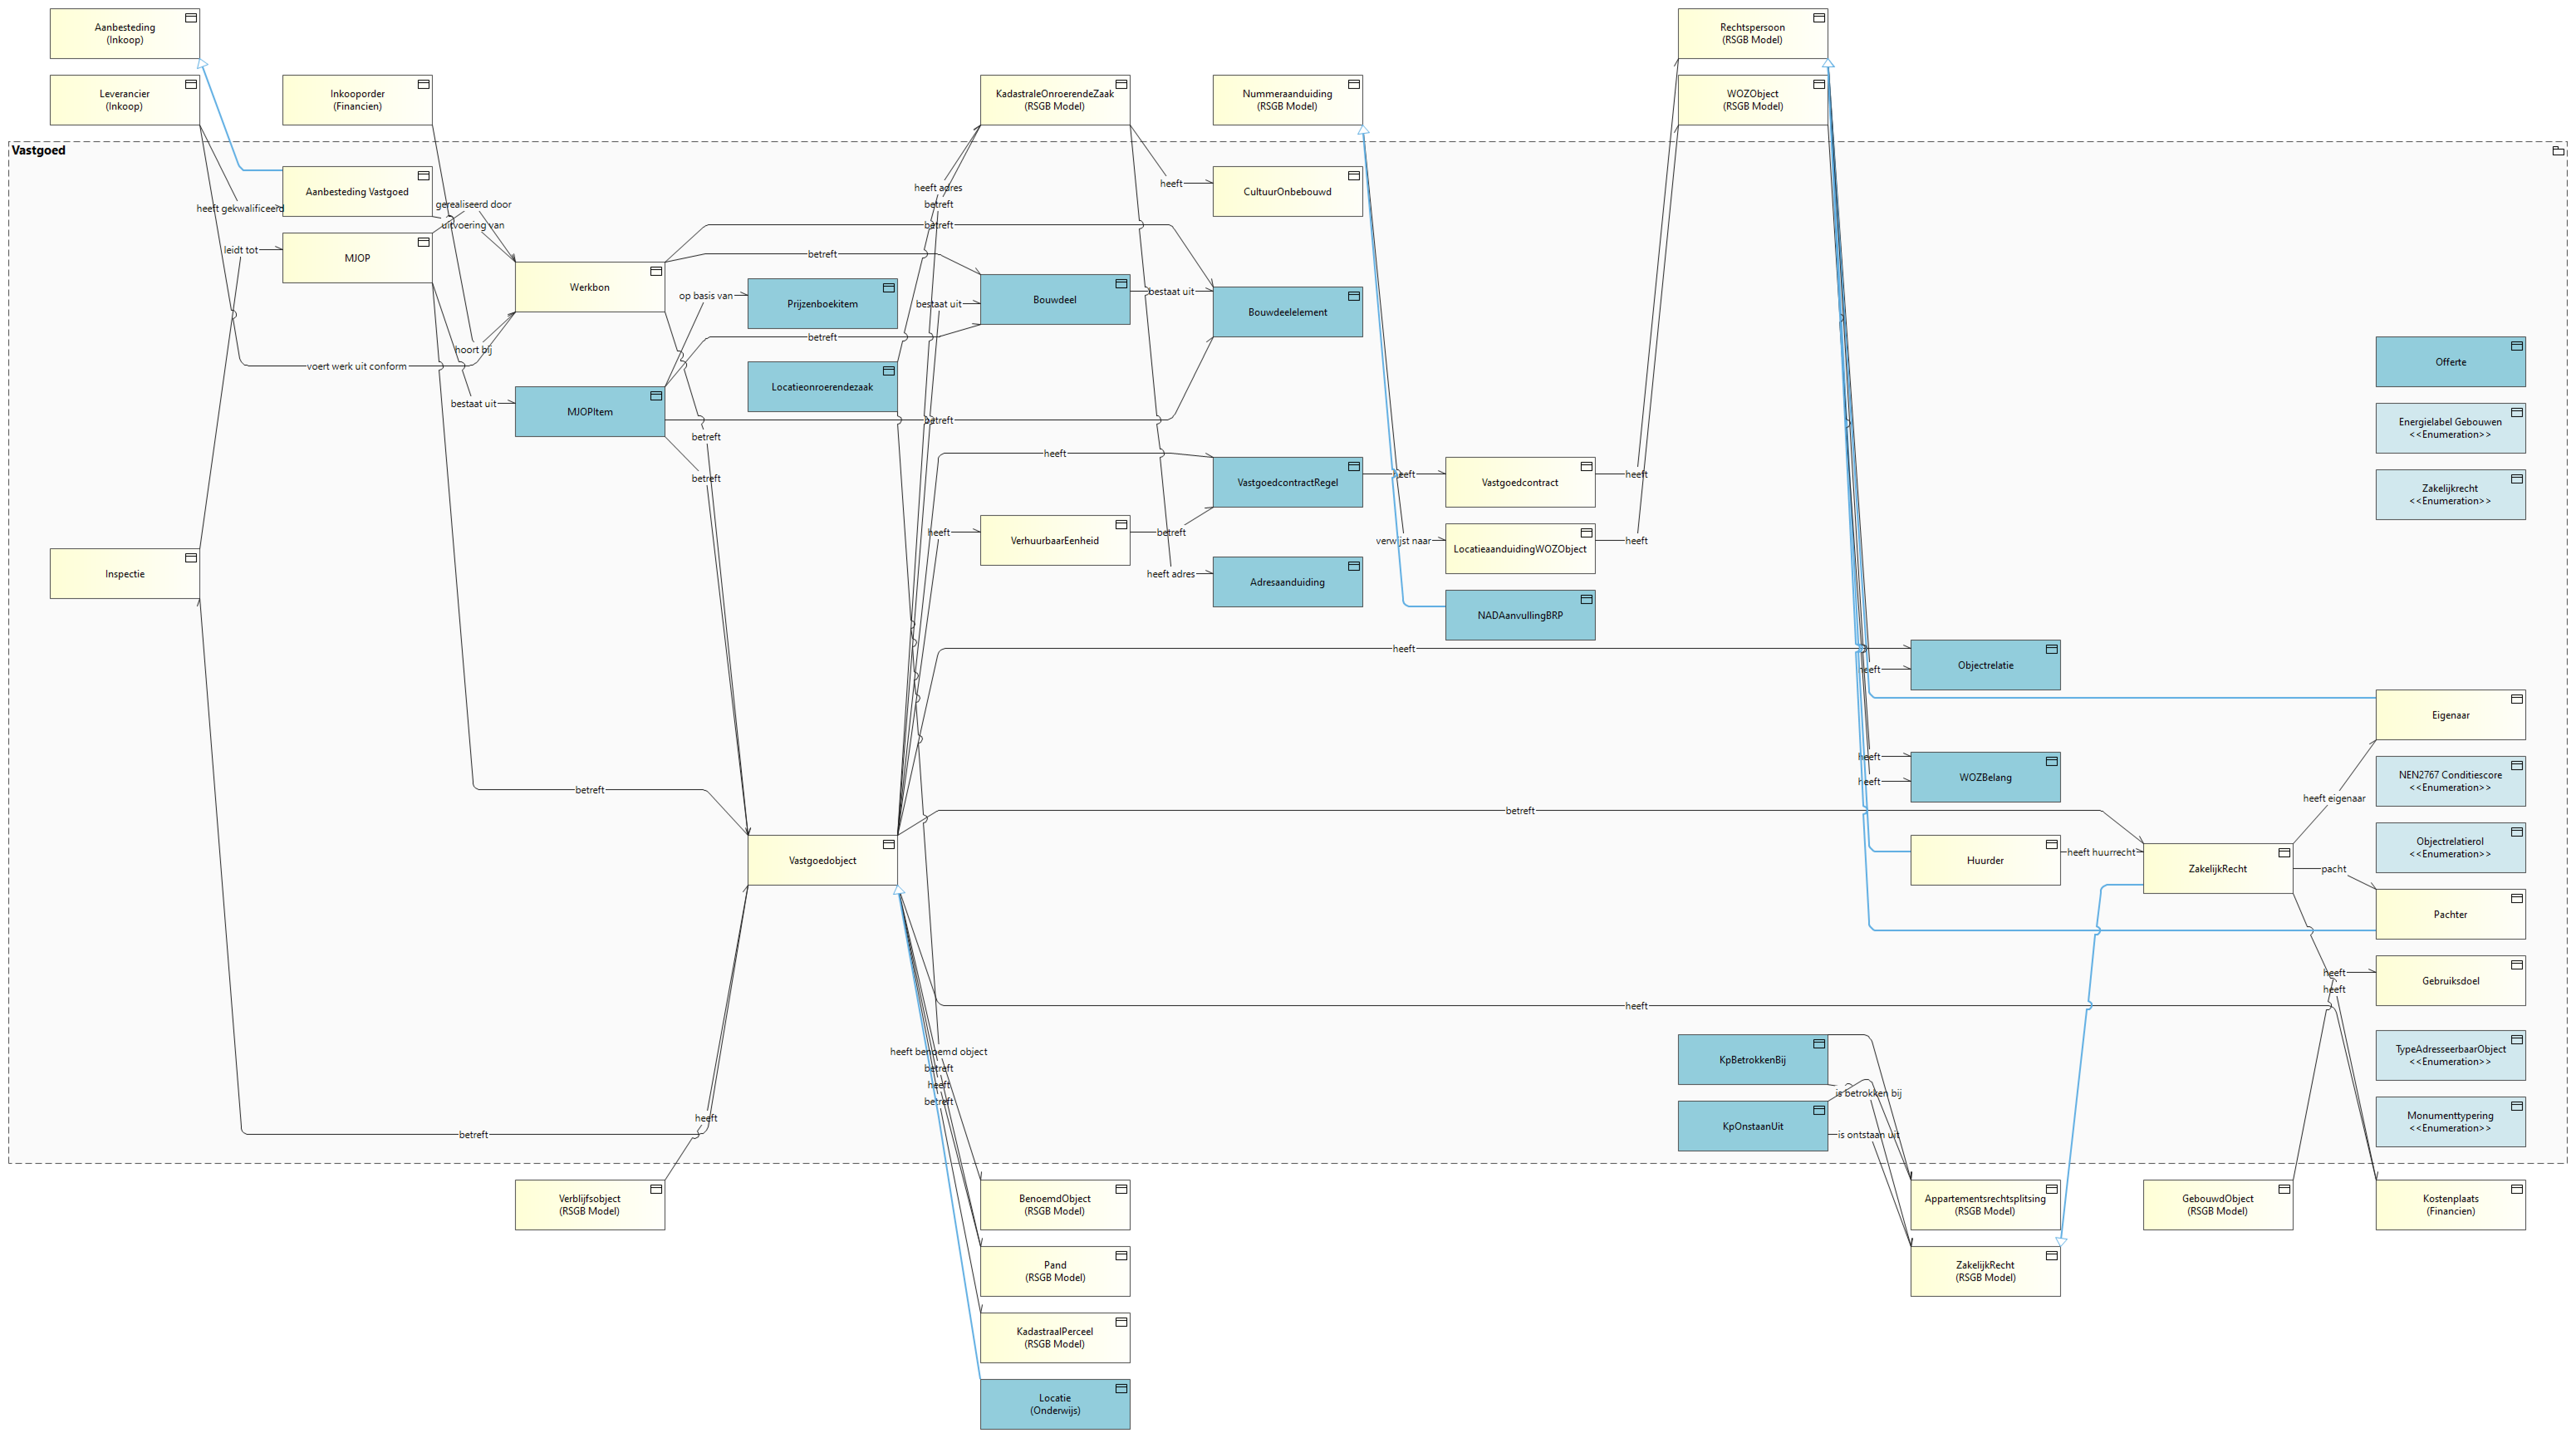 Aanbesteding
(Inkoop)
Rechtspersoon
(RSGB Model)
Leverancier
(Inkoop)
Inkooporder
(Financien)
KadastraleOnroerendeZaak
(RSGB Model)
Nummeraanduiding
(RSGB Model)
WOZObject
(RSGB Model)
Vastgoed
Aanbesteding Vastgoed
heeft adres
heeft
CultuurOnbebouwd
heeft gekwalificeerd
gerealiseerd door
betreft
uitvoering van
betreft
leidt tot
MJOP
betreft
Werkbon
op basis van
Prijzenboekitem
bestaat uit
Bouwdeel
bestaat uit
Bouwdeelelement
hoort bij
betreft
voert werk uit conform
Offerte
Locatieonroerendezaak
bestaat uit
MJOPItem
betreft
Energielabel Gebouwen
<<Enumeration>>
betreft
heeft
betreft
VastgoedcontractRegel
heeft
Vastgoedcontract
heeft
Zakelijkrecht
<<Enumeration>>
heeft
VerhuurbaarEenheid
betreft
verwijst naar
LocatieaanduidingWOZObject
heeft
Inspectie
heeft adres
Adresaanduiding
NADAanvullingBRP
heeft
heeft
Objectrelatie
Eigenaar
heeft
heeft
WOZBelang
NEN2767 Conditiescore
<<Enumeration>>
betreft
heeft eigenaar
betreft
Vastgoedobject
Huurder
heeft huurrecht
ZakelijkRecht
pacht
Objectrelatierol
<<Enumeration>>
Pachter
heeft
heeft
Gebruiksdoel
heeft
heeft benoemd object
betreft
heeft
betreft
KpBetrokkenBij
is betrokken bij
TypeAdresseerbaarObject
<<Enumeration>>
heeft
betreft
KpOnstaanUit
is ontstaan uit
Monumenttypering
<<Enumeration>>
Verblijfsobject
(RSGB Model)
BenoemdObject
(RSGB Model)
Appartementsrechtsplitsing
(RSGB Model)
GebouwdObject
(RSGB Model)
Kostenplaats
(Financien)
Pand
(RSGB Model)
ZakelijkRecht
(RSGB Model)
KadastraalPerceel
(RSGB Model)
Locatie
(Onderwijs)